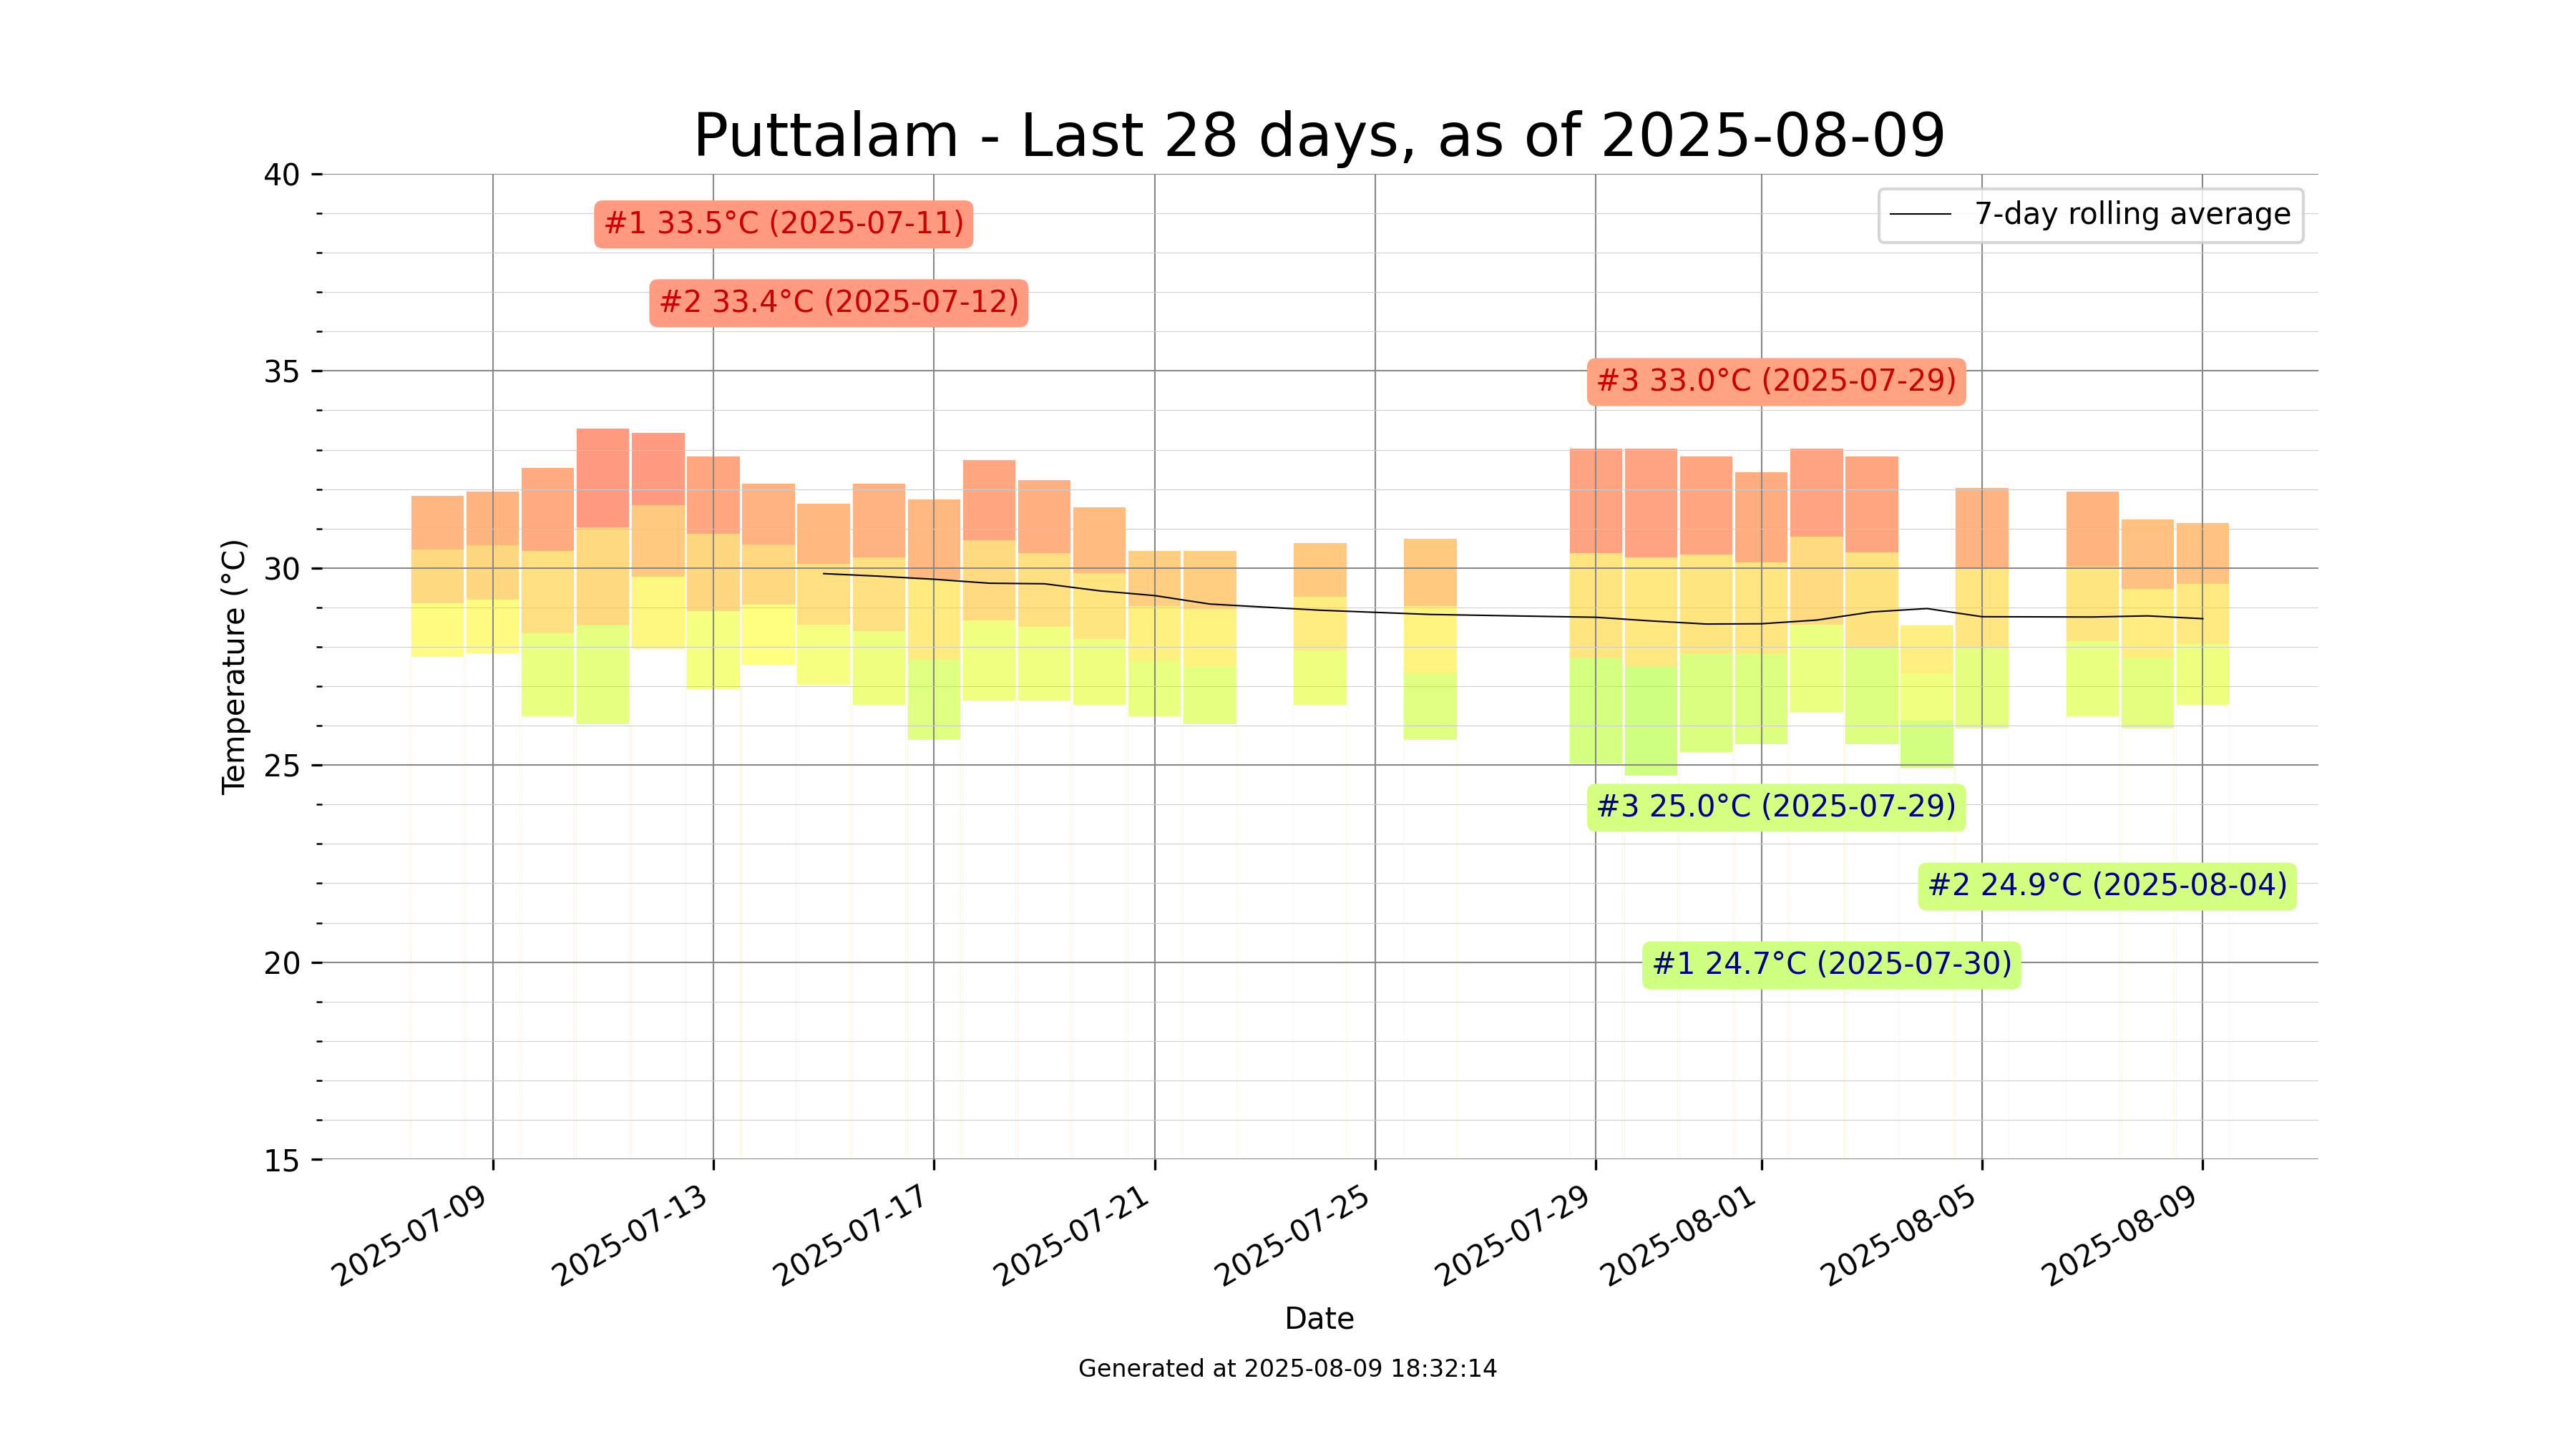 Puttalam - Last 28 days, as of 2025-08-09
40
35
30
25
20
15
Temperature (°C)
7-day rolling average
#1 33.5°C (2025-07-11)
#2 33.4°C (2025-07-12)
#3 33.0°C (2025-07-29)
#3 25.0°C (2025-07-29)
#2 24.9°C (2025-08-04)
#1 24.7°C (2025-07-30)
2025-07-09
2025-07-13
2025-07-17
2025-07-21
2025-07-25
2025-07-29
2025-08-01
2025-08-05
2025-08-09
Date
Generated at 2025-08-09 18:32:14